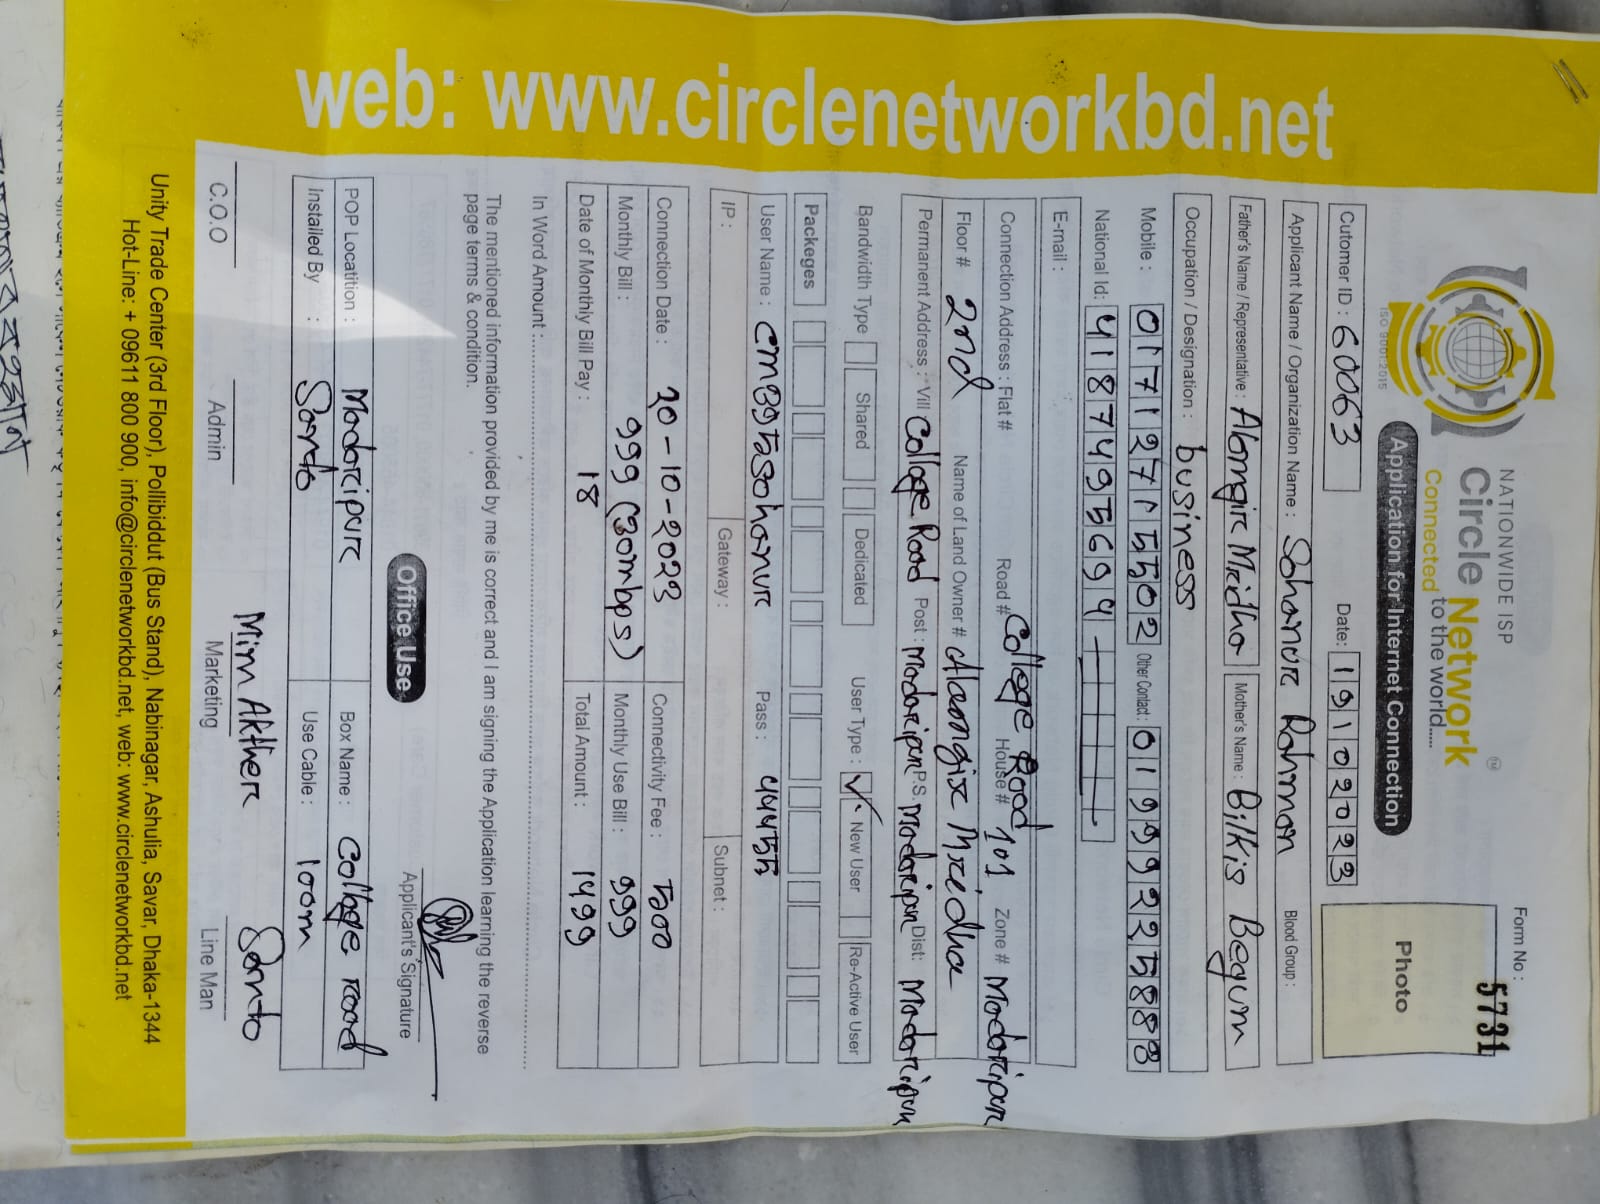 web: www.circlenetworkbd.net
Form No : 5731
NATIONWIDE ISP
Circle Network
Connected to the world.....
ISO 9001:2015
Application for Internet Connection
Photo
Cutomer ID : 60063 Date: 19102023
Applicant Name / Organization Name : Sohanur Rahman Blood Group :
Father's Name / Representative : Alomgir Mridha Mother's Name : Bilkis Begum
Occupation / Designation : business
Mobile : 01712715502 Other Contact : 01999225888
National Id: 4187495694
E-mail :
Connection Address : Flat # Road # College Road House # 101 Zone # Madaripur
Floor # 2nd Name of Land Owner # Alamgir Mridha
Permanent Address : Vill College Road Post : Madaripur P.S. Madaripur Dist: Madaripur
Bandwidth Type Shared Dedicated User Type : New User Re-Active User
Packeges
User Name : Pass : 44455
IP : Gateway : Subnet :
Connection Date : 20-10-2023 Connectivity Fee : 500
Monthly Bill : 999 (30mbps) Monthly Use Bill : 999
Date of Monthly Bill Pay : 18 Total Amount : 1499
In Word Amount :
The mentioned information provided by me is correct and I am signing the Application learning the reverse
page terms & condition.
Applicant's Signature
Office Use
POP Locatition : Madaripur Box Name : College road
Installed By : Santo Use Cable : 100m
Mim Akther Santo
C.O.O Admin Marketing Line Man
Unity Trade Center (3rd Floor), Pollibiddut (Bus Stand), Nabinagar, Ashulia, Savar, Dhaka-1344
Hot-Line: + 09611 800 900, info@circlenetworkbd.net, web: www.circlenetworkbd.net